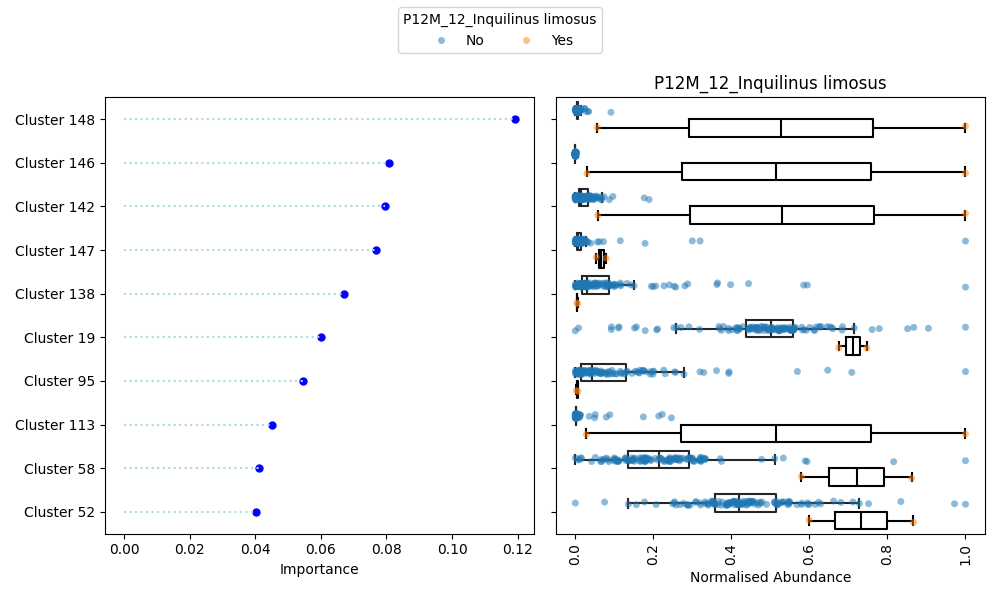 P12M_12_Inquilinus limosus
No Yes
P12M_12_Inquilinus limosus
Cluster 148
Cluster 146
Cluster 142
Cluster 147
Cluster 138
Cluster 19
Cluster 95
Cluster 113
Cluster 58
Cluster 52
0.00 0.02 0.04 0.06 0.08 0.10 0.12
Importance
0.0 0.2 0.4 0.6 0.8 1.0
Normalised Abundance